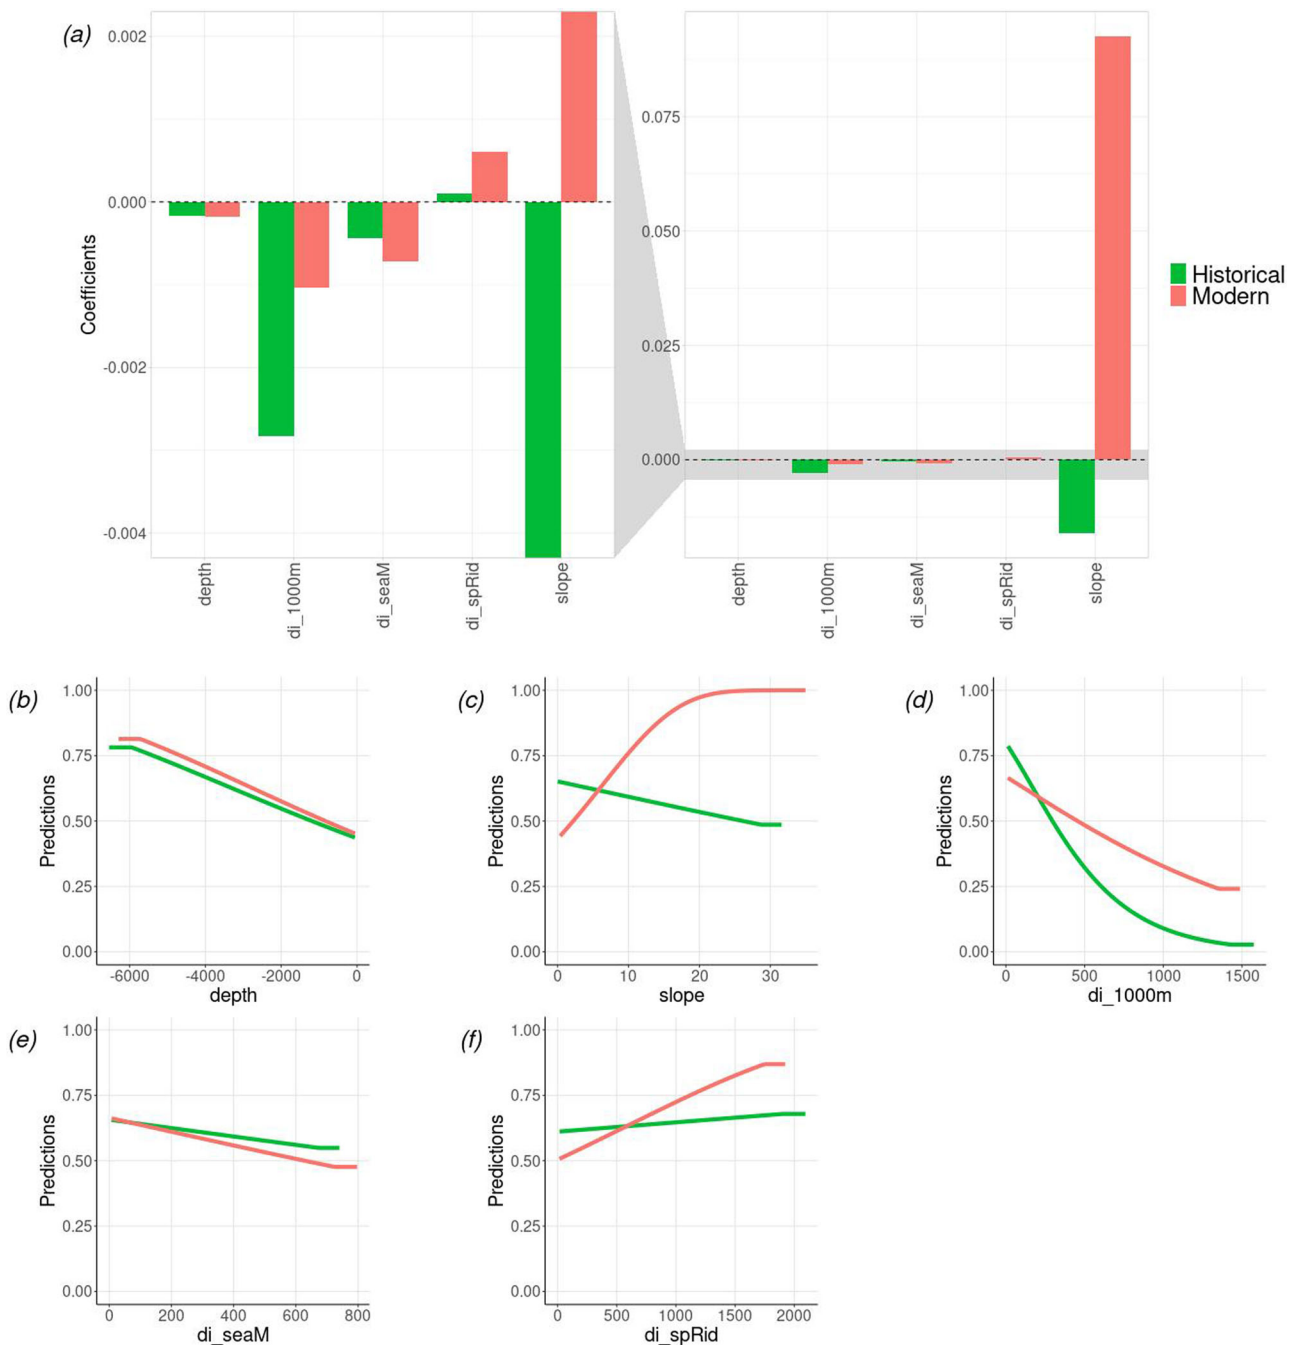 (a)
Coefficients
0.002
0.000
-0.002
-0.004
depth
di_1000m
di_seaM
di_spRid
slope
0.075
0.050
0.025
0.000
depth
di_1000m
di_seaM
di_spRid
slope
Historical
Modern
(b)
Predictions
1.00
0.75
0.50
0.25
0.00
-6000 -4000 -2000 0
depth
(c)
Predictions
1.00
0.75
0.50
0.25
0.00
0 10 20 30
slope
(d)
Predictions
1.00
0.75
0.50
0.25
0.00
0 500 1000 1500
di_1000m
(e)
Predictions
1.00
0.75
0.50
0.25
0.00
0 200 400 600 800
di_seaM
(f)
Predictions
1.00
0.75
0.50
0.25
0.00
0 500 1000 1500 2000
di_spRid